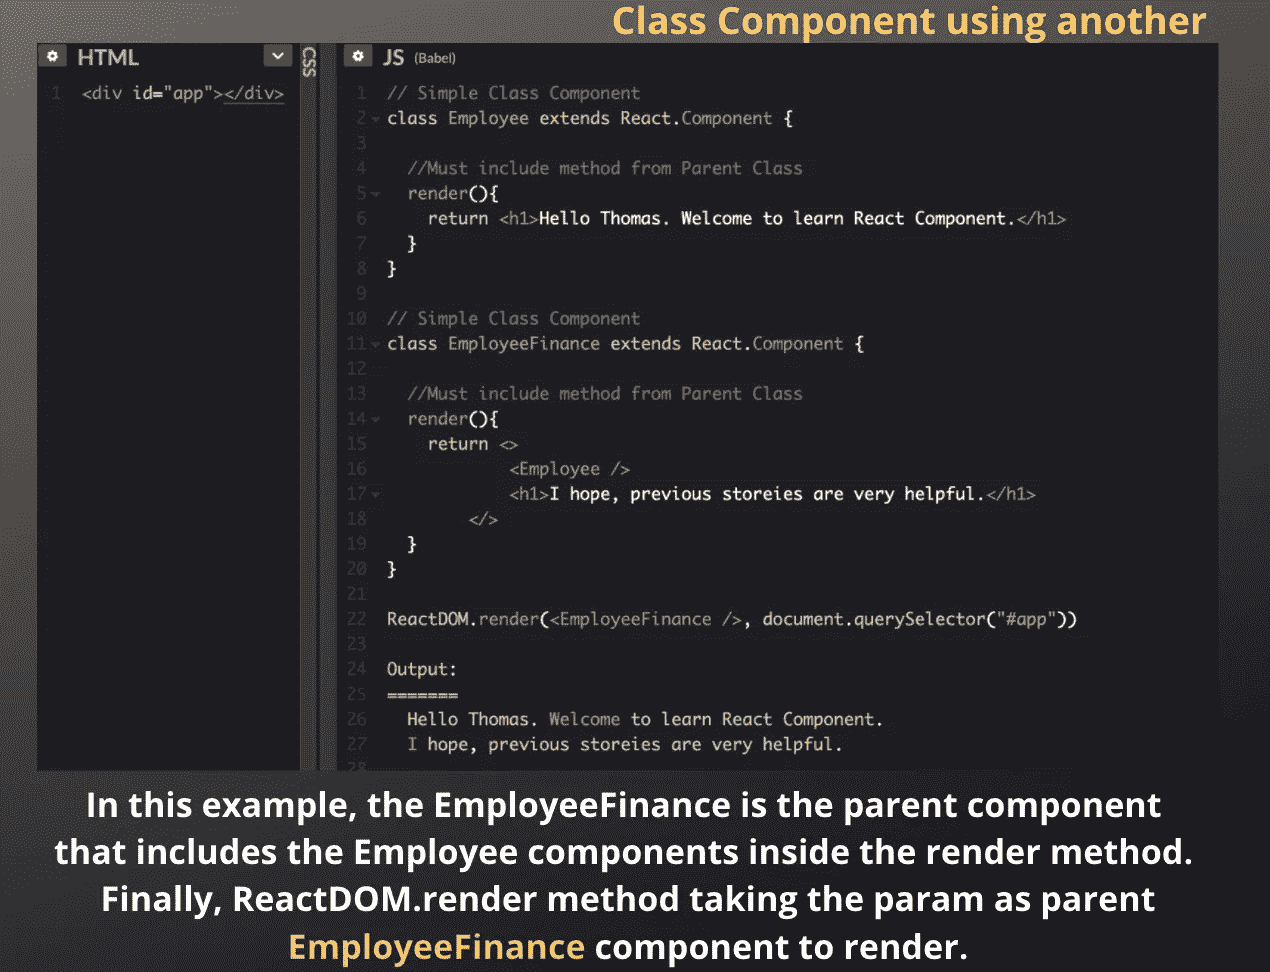 Class Component using another
HTML
CSS
1 <div id="app"></div>
JS (Babel)
1 // Simple Class Component
2 class Employee extends React.Component {
3
4 //Must include method from Parent Class
5 render(){
6 return <h1>Hello Thomas. Welcome to learn React Component.</h1>
7 }
8 }
9
10 // Simple Class Component
11 class EmployeeFinance extends React.Component {
12
13 //Must include method from Parent Class
14 render(){
15 return <>
16 <Employee />
17 <h1>I hope, previous storeies are very helpful.</h1>
18 </>
19 }
20 }
21
22 ReactDOM.render(<EmployeeFinance />, document.querySelector("#app"))
23
24 Output:
25 =======
26 Hello Thomas. Welcome to learn React Component.
27 I hope, previous storeies are very helpful.
28
In this example, the EmployeeFinance is the parent component
that includes the Employee components inside the render method.
Finally, ReactDOM.render method taking the param as parent
EmployeeFinance component to render.